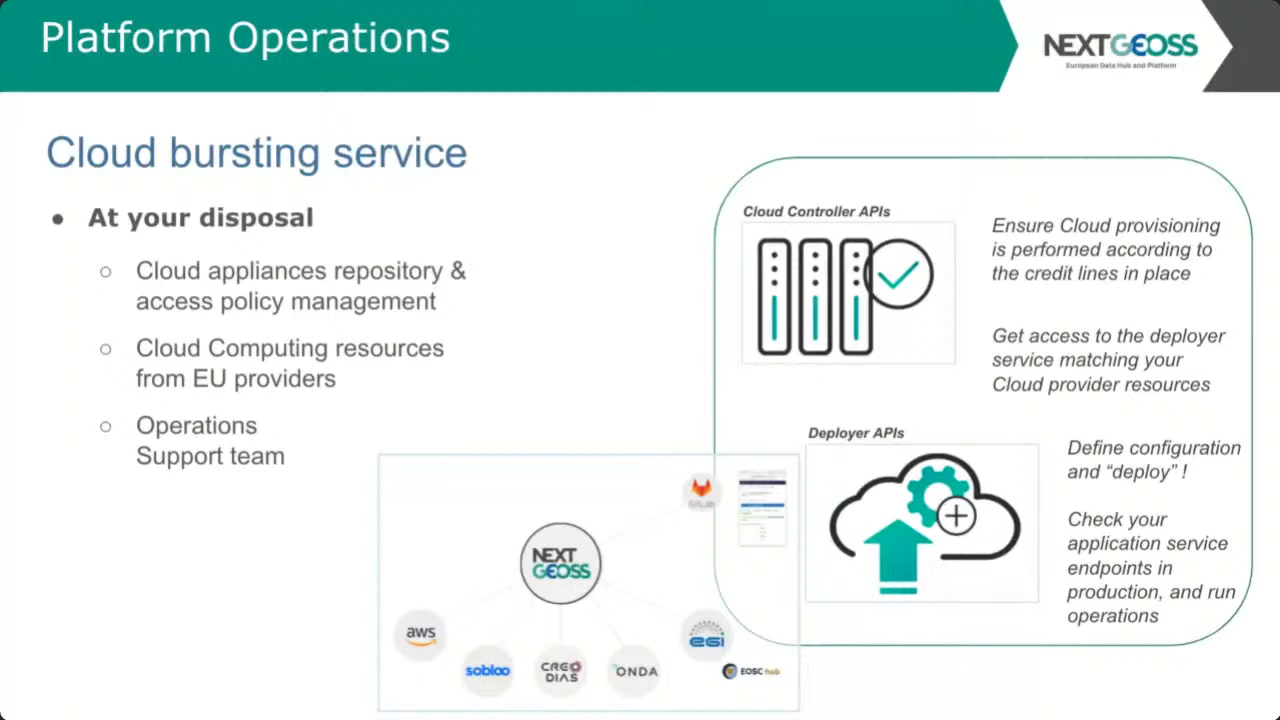 Platform Operations
NEXTGEOSS
European Data Hub and Platform
Cloud bursting service
● At your disposal
○ Cloud appliances repository &
access policy management
○ Cloud Computing resources
from EU providers
○ Operations
Support team
Cloud Controller APIs
Ensure Cloud provisioning
is performed according to
the credit lines in place
Get access to the deployer
service matching your
Cloud provider resources
Deployer APIs
Define configuration
and “deploy” !
Check your
application service
endpoints in
production, and run
operations
GitLab
NEXT
GEOSS
aws
sobloo
CREO
DIAS
ONDA
egi
EOSC hub